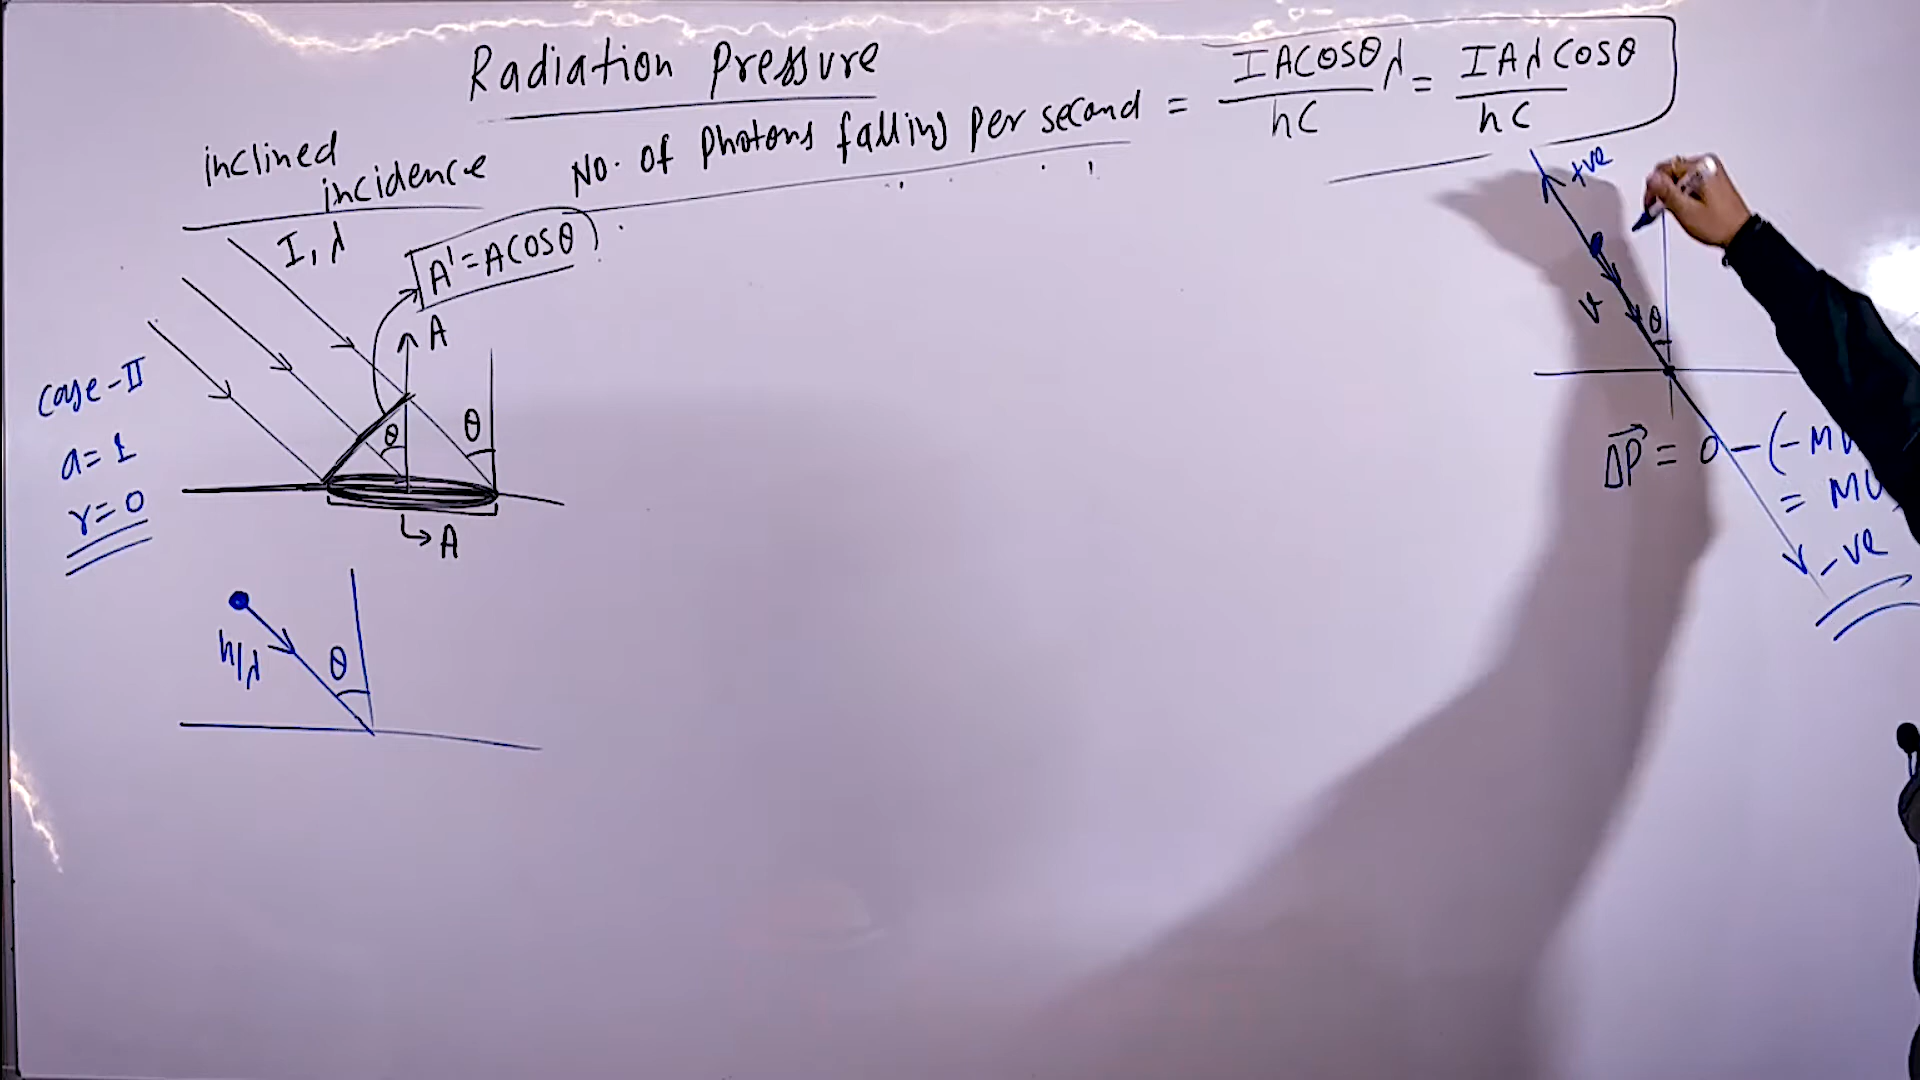 Radiation Pressure
inclined
incidence
No. of Photons falling Per second = IACOSθλ/hC = IAλCOSθ/hC
I, λ
A' = ACOSθ
A
θ
θ
Case-II
a=1
r=0
A
h/λ
θ
+ve
v
θ
ΔP⃗ = 0 - (-MV
= MV
-ve